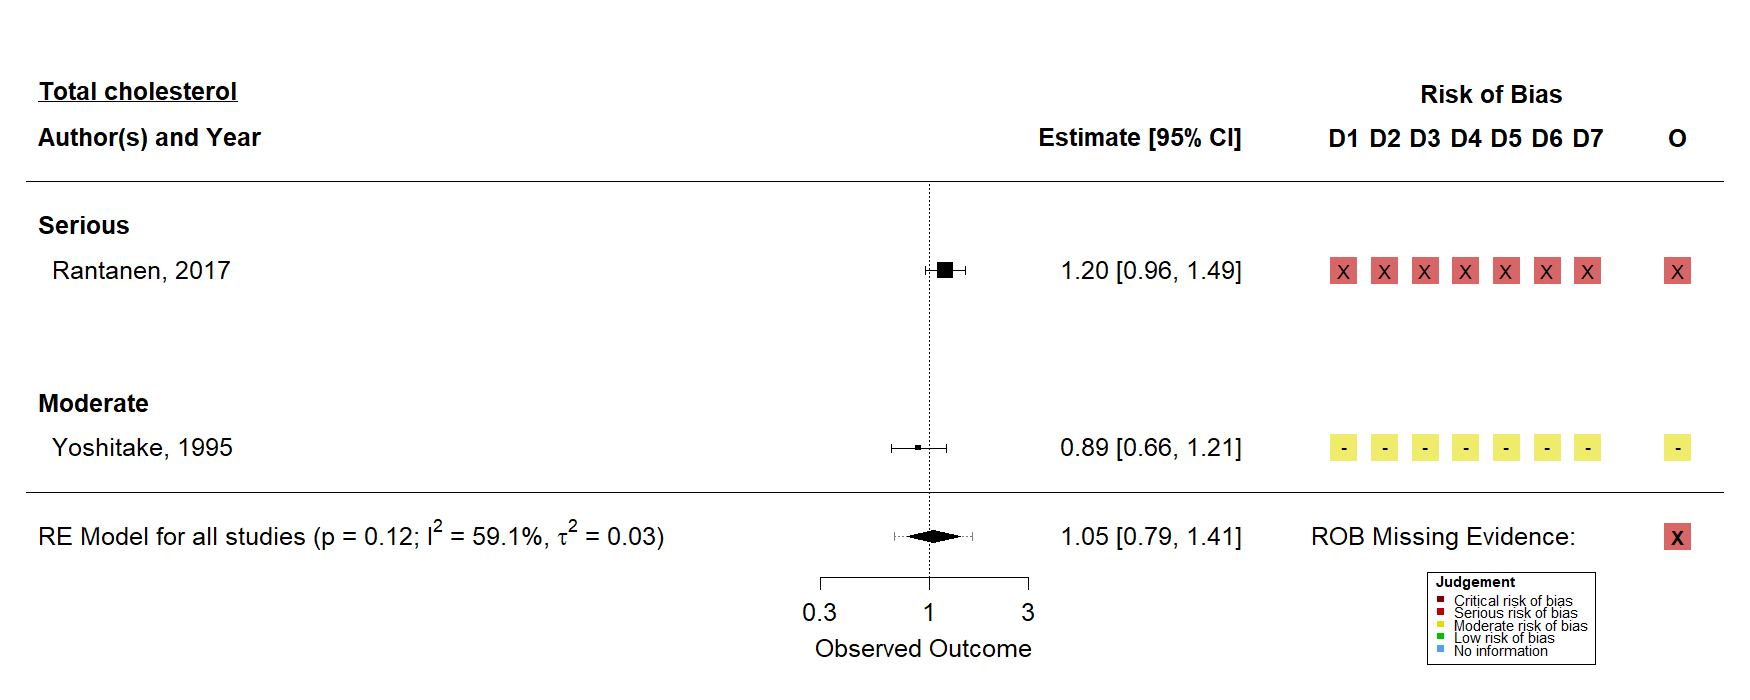 Total cholesterol
Risk of Bias
Author(s) and Year Estimate [95% CI] D1 D2 D3 D4 D5 D6 D7 O
Serious
Rantanen, 2017 1.20 [0.96, 1.49] X X X X X X X X
Moderate
Yoshitake, 1995 0.89 [0.66, 1.21] - - - - - - - -
RE Model for all studies (p = 0.12; I² = 59.1%, τ² = 0.03) 1.05 [0.79, 1.41] ROB Missing Evidence: X
0.3 1 3
Observed Outcome
Judgement
Critical risk of bias
Serious risk of bias
Moderate risk of bias
Low risk of bias
No information